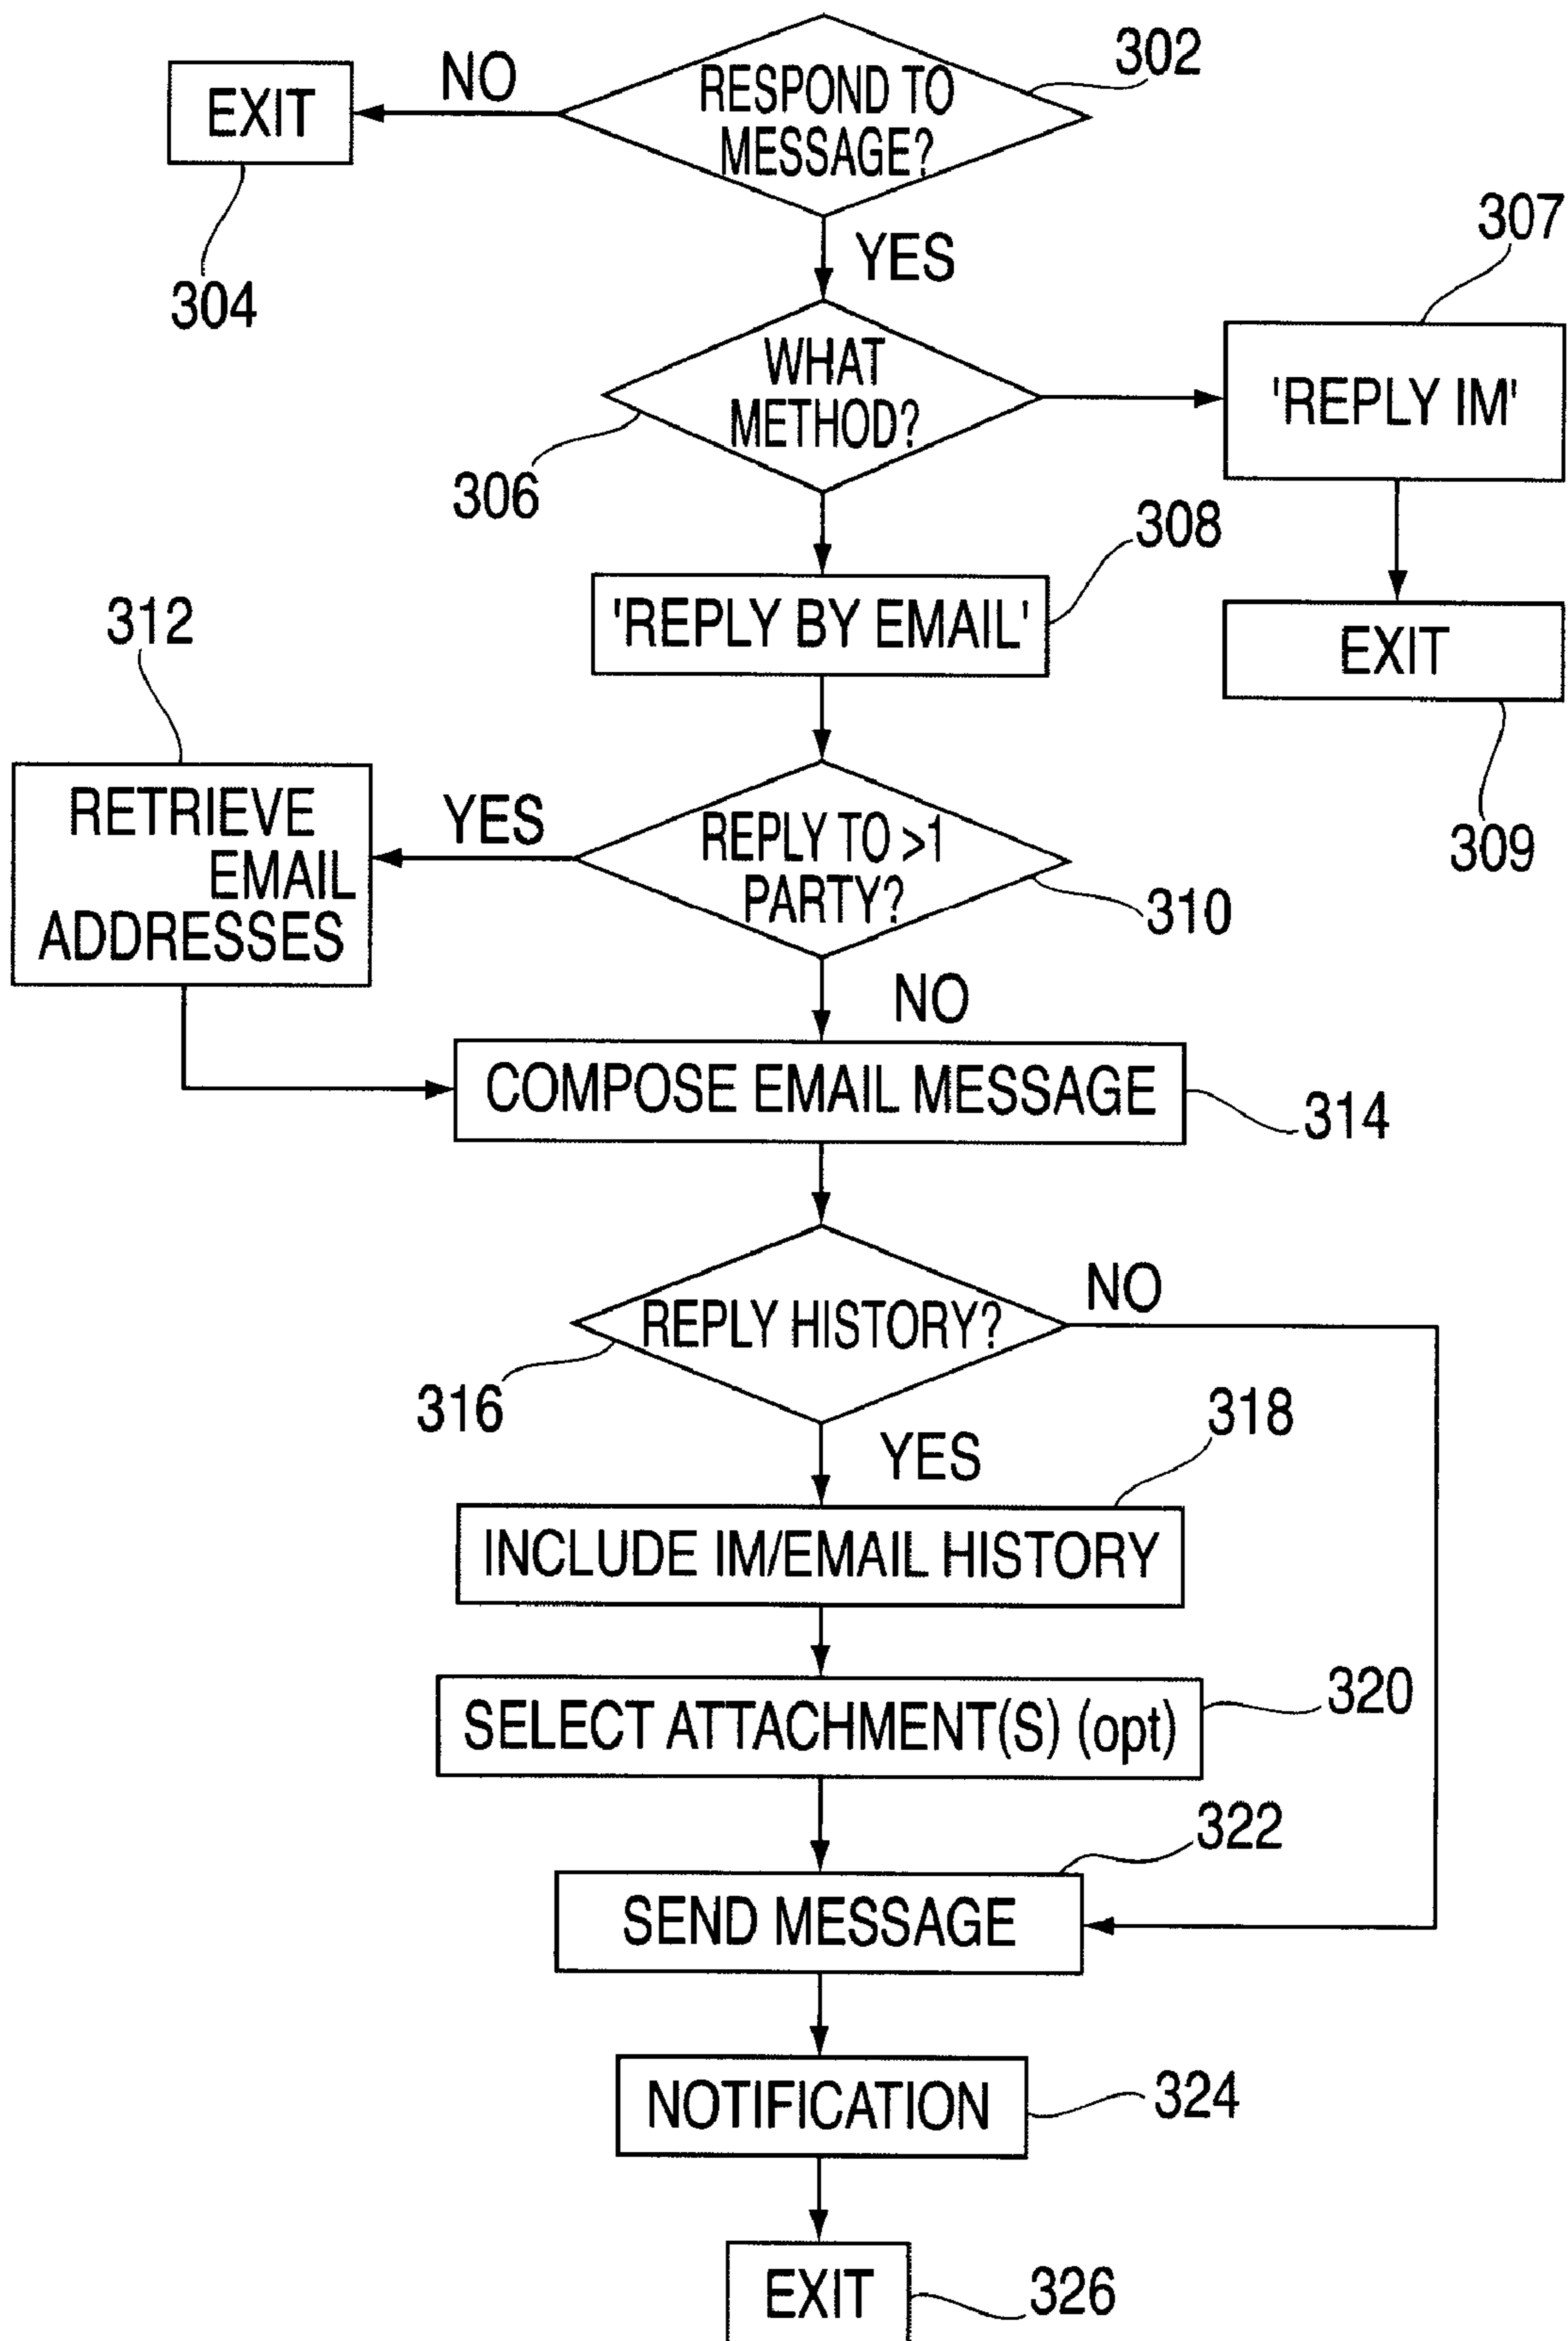 302
RESPOND TO
MESSAGE?
NO
EXIT
304
YES
307
WHAT
METHOD?
'REPLY IM'
306
308
'REPLY BY EMAIL'
EXIT
309
312
RETRIEVE
EMAIL
ADDRESSES
YES
REPLY TO >1
PARTY?
310
NO
COMPOSE EMAIL MESSAGE
314
REPLY HISTORY?
NO
316
YES
318
INCLUDE IM/EMAIL HISTORY
SELECT ATTACHMENT(S) (opt)
320
322
SEND MESSAGE
NOTIFICATION
324
EXIT
326